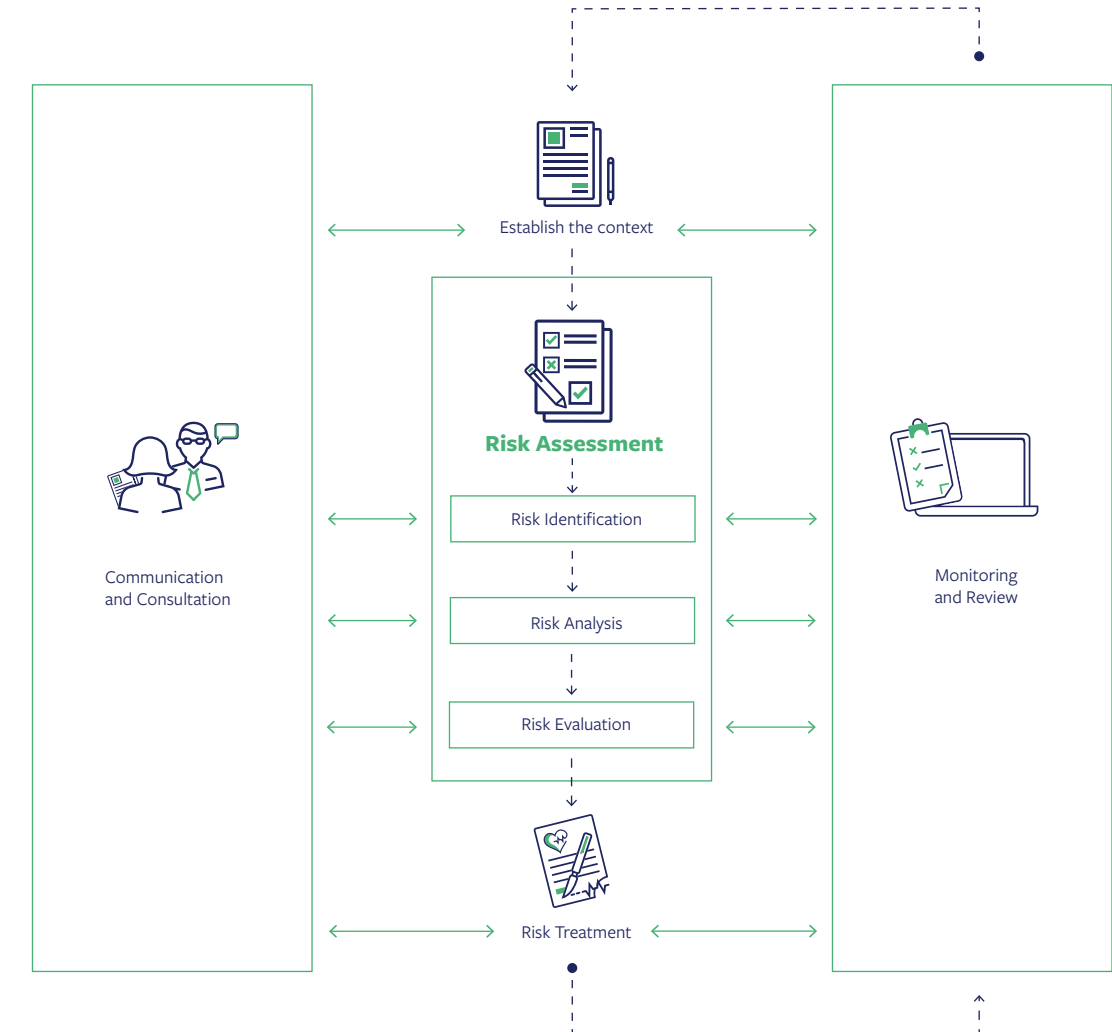 Establish the context
Risk Assessment
Risk Identification
Communication
and Consultation
Monitoring
and Review
Risk Analysis
Risk Evaluation
Risk Treatment